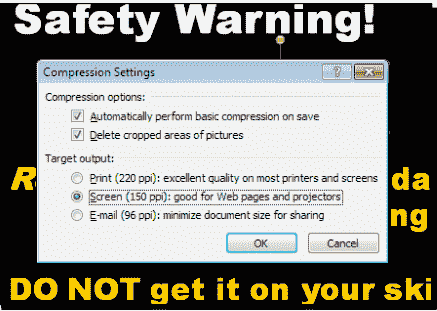 Safety Warning!
Compression Settings
Compression options:
Automatically perform basic compression on save
Delete cropped areas of pictures
Target output:
Print (220 ppi): excellent quality on most printers and screens
Screen (150 ppi): good for Web pages and projectors
E-mail (96 ppi): minimize document size for sharing
OK Cancel
R da
ng
DO NOT get it on your ski